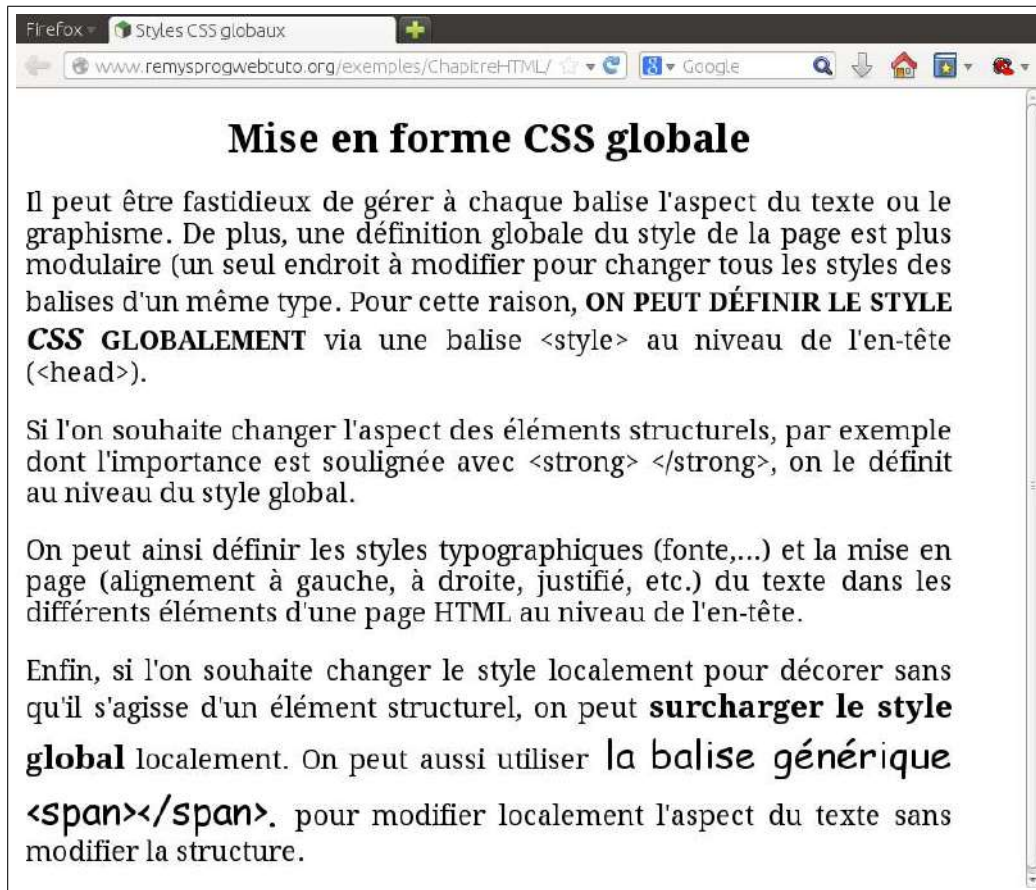 Firefox Styles CSS globaux
www.remysprogwebtuto.org/exemples/ChapitreHTML/ Google
Mise en forme CSS globale
Il peut être fastidieux de gérer à chaque balise l'aspect du texte ou le
graphisme. De plus, une définition globale du style de la page est plus
modulaire (un seul endroit à modifier pour changer tous les styles des
balises d'un même type. Pour cette raison, ON PEUT DÉFINIR LE STYLE
CSS GLOBALEMENT via une balise <style> au niveau de l'en-tête
(<head>).
Si l'on souhaite changer l'aspect des éléments structurels, par exemple
dont l'importance est soulignée avec <strong> </strong>, on le définit
au niveau du style global.
On peut ainsi définir les styles typographiques (fonte,...) et la mise en
page (alignement à gauche, à droite, justifié, etc.) du texte dans les
différents éléments d'une page HTML au niveau de l'en-tête.
Enfin, si l'on souhaite changer le style localement pour décorer sans
qu'il s'agisse d'un élément structurel, on peut surcharger le style
global localement. On peut aussi utiliser la balise générique
<span></span>. pour modifier localement l'aspect du texte sans
modifier la structure.